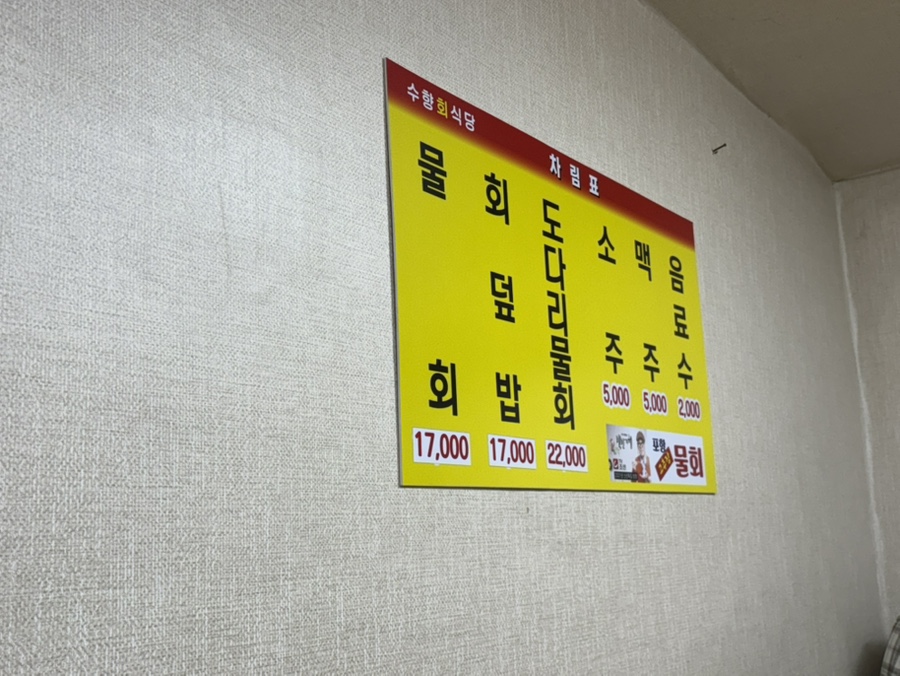 수향회식당
차림표
물회
17,000
회덮밥
17,000
도다리물회
22,000
소주
5,000
맥주
5,000
음료수
2,000
포항
물회